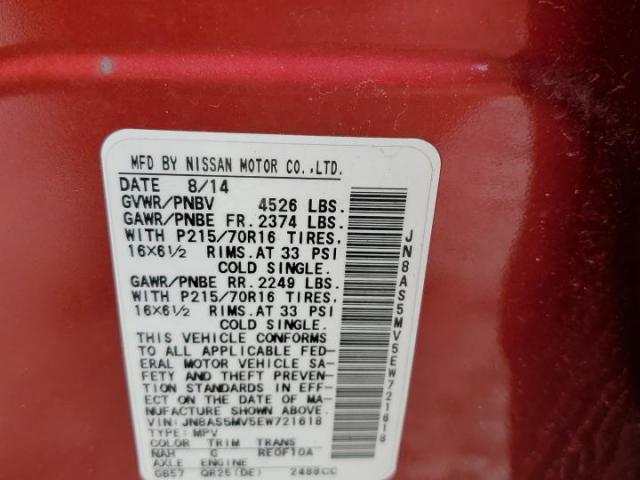 MFD BY NISSAN MOTOR CO.,LTD.
DATE 8/14
GVWR/PNBV 4526 LBS.
GAWR/PNBE FR. 2374 LBS.
WITH P215/70R16 TIRES,
16X6½ RIMS.AT 33 PSI
COLD SINGLE.
GAWR/PNBE RR. 2249 LBS.
WITH P215/70R16 TIRES,
16X6½ RIMS.AT 33 PSI
COLD SINGLE.
THIS VEHICLE CONFORMS
TO ALL APPLICABLE FED-
ERAL MOTOR VEHICLE SA-
FETY AND THEFT PREVEN-
TION STANDARDS IN EFF-
ECT ON THE DATE OF MA-
NUFACTURE SHOWN ABOVE.
VIN: JN8AS5MV5EW721618
TYPE: MPV
COLOR TRIM TRANS
NAH G RE0F10A
AXLE ENGINE
GB57 QR25(DE) 2488CC
JN8AS5MV5EW721618